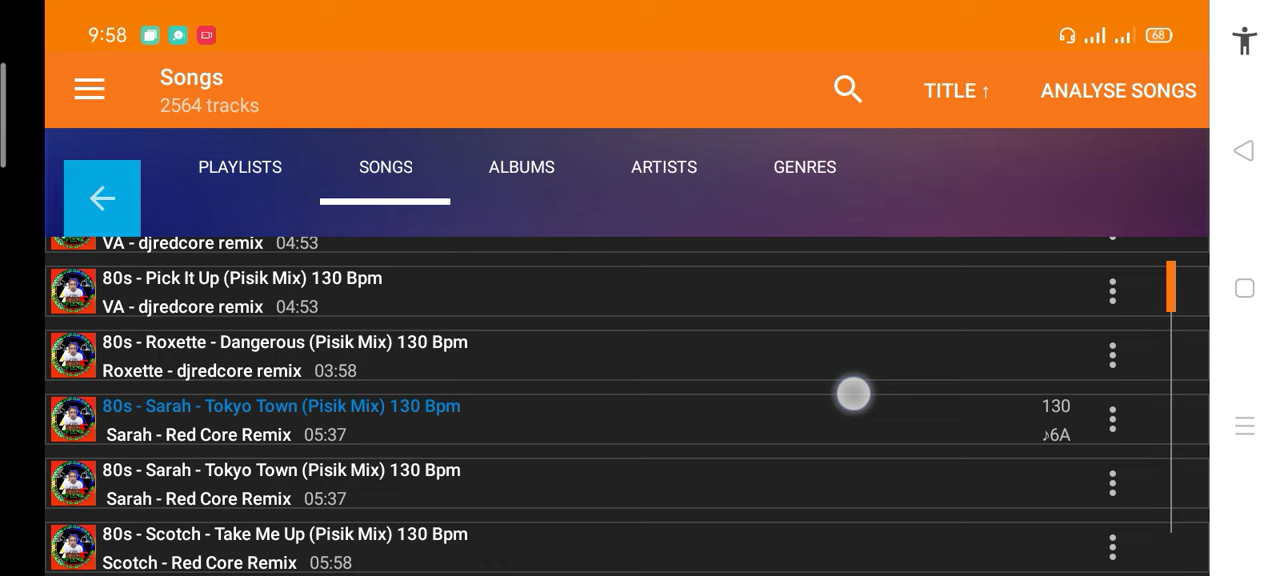 9:58
68
Songs
2564 tracks
TITLE ↑
ANALYSE SONGS
PLAYLISTS
SONGS
ALBUMS
ARTISTS
GENRES
VA - djredcore remix 04:53
80s - Pick It Up (Pisik Mix) 130 Bpm
VA - djredcore remix 04:53
80s - Roxette - Dangerous (Pisik Mix) 130 Bpm
Roxette - djredcore remix 03:58
80s - Sarah - Tokyo Town (Pisik Mix) 130 Bpm
130
Sarah - Red Core Remix 05:37
♪6A
80s - Sarah - Tokyo Town (Pisik Mix) 130 Bpm
Sarah - Red Core Remix 05:37
80s - Scotch - Take Me Up (Pisik Mix) 130 Bpm
Scotch - Red Core Remix 05:58